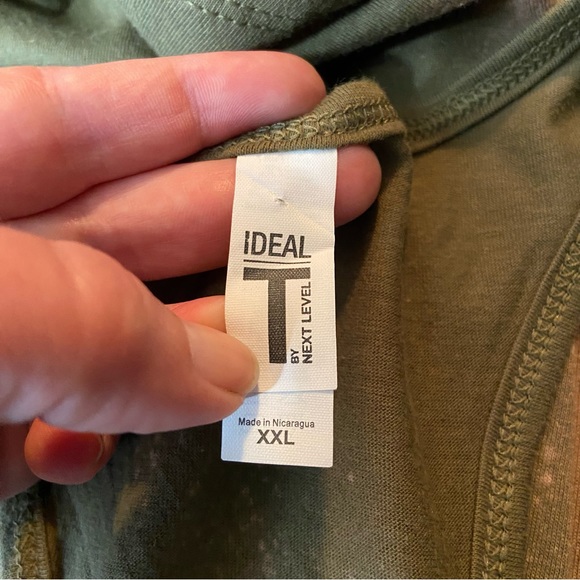 IDEAL
T
BY
NEXT LEVEL
Made in Nicaragua
XXL